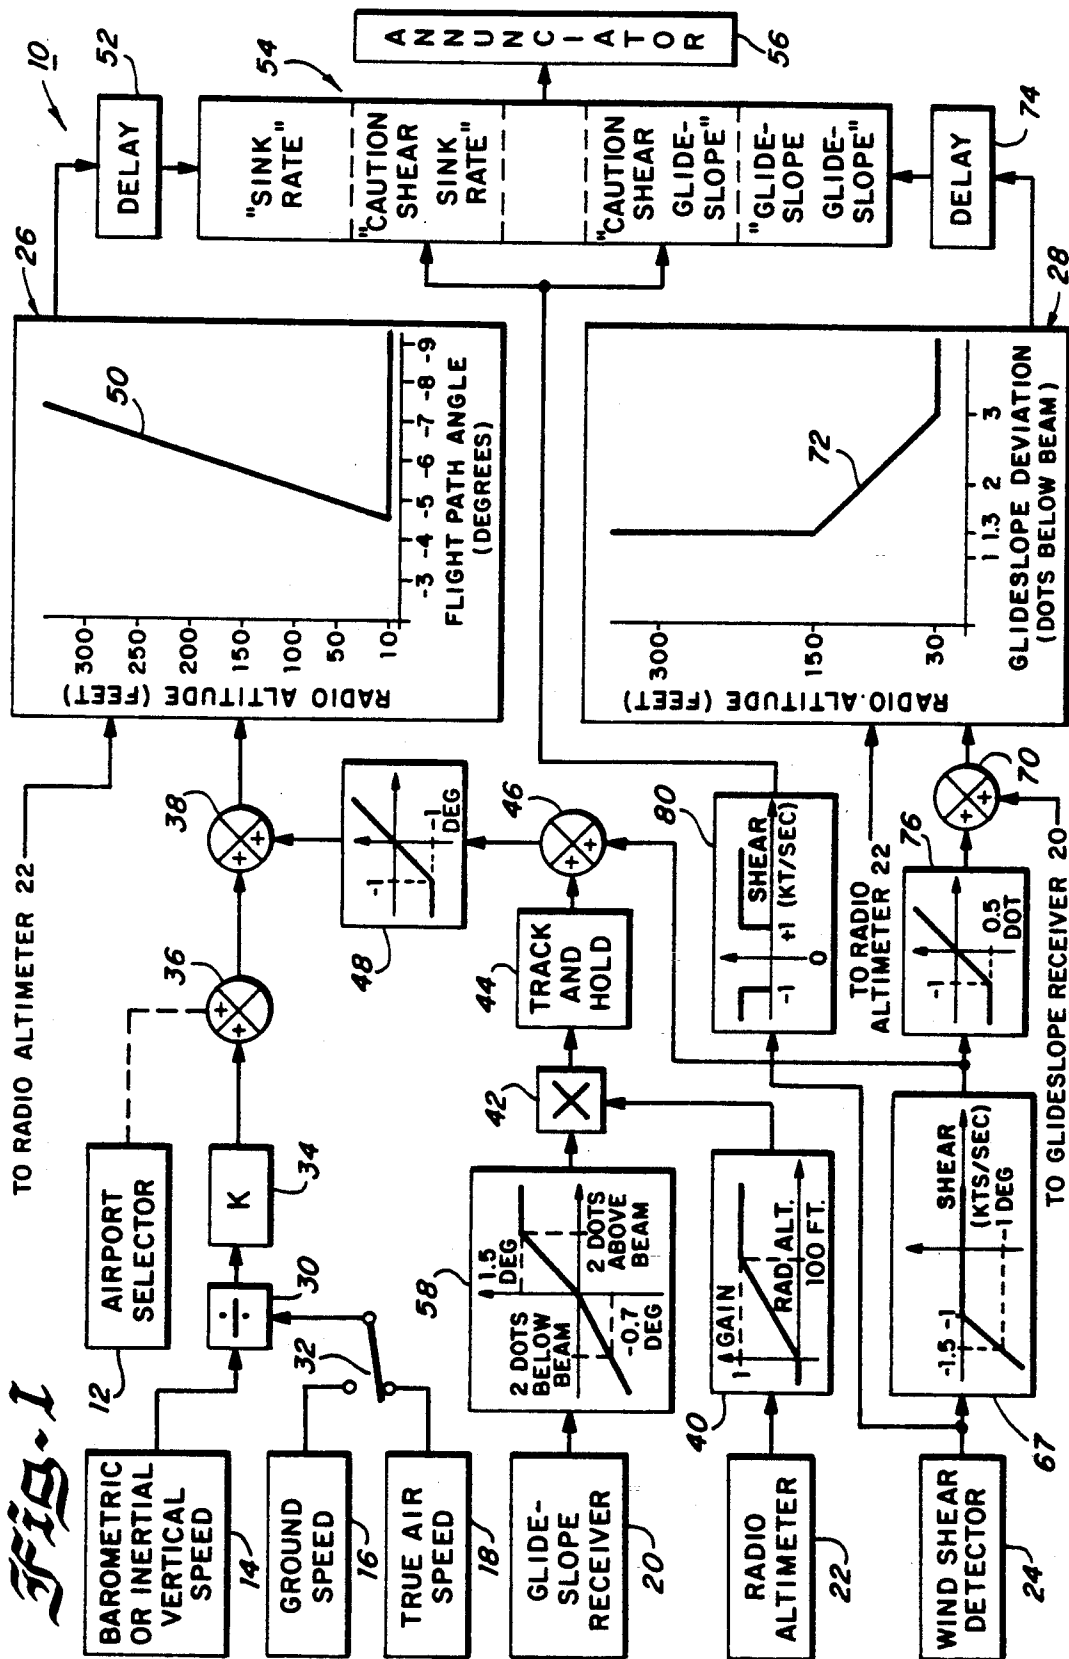 Fig-1
10
BAROMETRIC
OR INERTIAL
VERTICAL
SPEED
14
GROUND
SPEED
16
TRUE AIR
SPEED
18
GLIDE-
SLOPE
RECEIVER
20
RADIO
ALTIMETER
22
WIND SHEAR
DETECTOR
24
AIRPORT
SELECTOR
12
÷
30
32
K
34
36
+
+
38
+
+
TO RADIO ALTIMETER 22
58
1.5
DEG
2 DOTS
BELOW
BEAM
2 DOTS
ABOVE
BEAM
-0.7
DEG
40
GAIN
1
RAD. ALT.
100 FT.
67
SHEAR
(KTS/SEC)
-1.5 -1
-1 DEG
42
X
44
TRACK
AND
HOLD
46
+
+
48
-1
-1
DEG
80
SHEAR
(KT/SEC)
-1
0
+1
TO RADIO
ALTIMETER 22
76
-1
0.5
DOT
70
+
+
TO GLIDESLOPE RECEIVER 20
26
RADIO ALTITUDE (FEET)
300
250
200
150
100
50
10
50
-3 -4 -5 -6 -7 -8 -9
FLIGHT PATH ANGLE
(DEGREES)
28
RADIO ALTITUDE (FEET)
300
150
30
72
1 1.3 2 3
GLIDESLOPE DEVIATION
(DOTS BELOW BEAM)
DELAY
52
54
"SINK
RATE"
"CAUTION
SHEAR
SINK
RATE"
"CAUTION
SHEAR
GLIDE-
SLOPE"
"GLIDE-
SLOPE
GLIDE-
SLOPE"
DELAY
74
ANNUNCIATOR
56